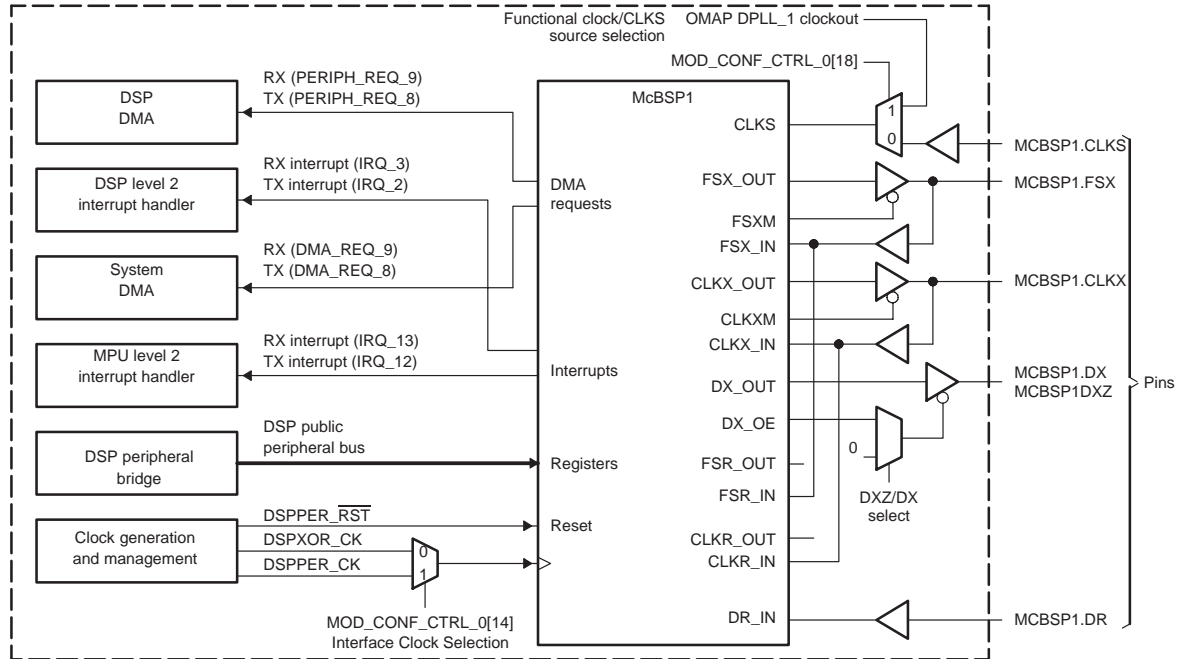 Functional clock/CLKS
source selection
OMAP DPLL_1 clockout
MOD_CONF_CTRL_0[18]
DSP
DMA
RX (PERIPH_REQ_9)
TX (PERIPH_REQ_8)
DSP level 2
interrupt handler
RX interrupt (IRQ_3)
TX interrupt (IRQ_2)
System
DMA
RX (DMA_REQ_9)
TX (DMA_REQ_8)
MPU level 2
interrupt handler
RX interrupt (IRQ_13)
TX interrupt (IRQ_12)
DSP peripheral
bridge
DSP public
peripheral bus
Clock generation
and management
DSPPER_RST
DSPXOR_CK
DSPPER_CK
0
1
MOD_CONF_CTRL_0[14]
Interface Clock Selection
McBSP1
DMA
requests
Interrupts
Registers
Reset
CLKS
FSX_OUT
FSXM
FSX_IN
CLKX_OUT
CLKXM
CLKX_IN
DX_OUT
DX_OE
FSR_OUT
FSR_IN
CLKR_OUT
CLKR_IN
DR_IN
1
0
0
DXZ/DX
select
MCBSP1.CLKS
MCBSP1.FSX
MCBSP1.CLKX
MCBSP1.DX
MCBSP1DXZ
MCBSP1.DR
Pins